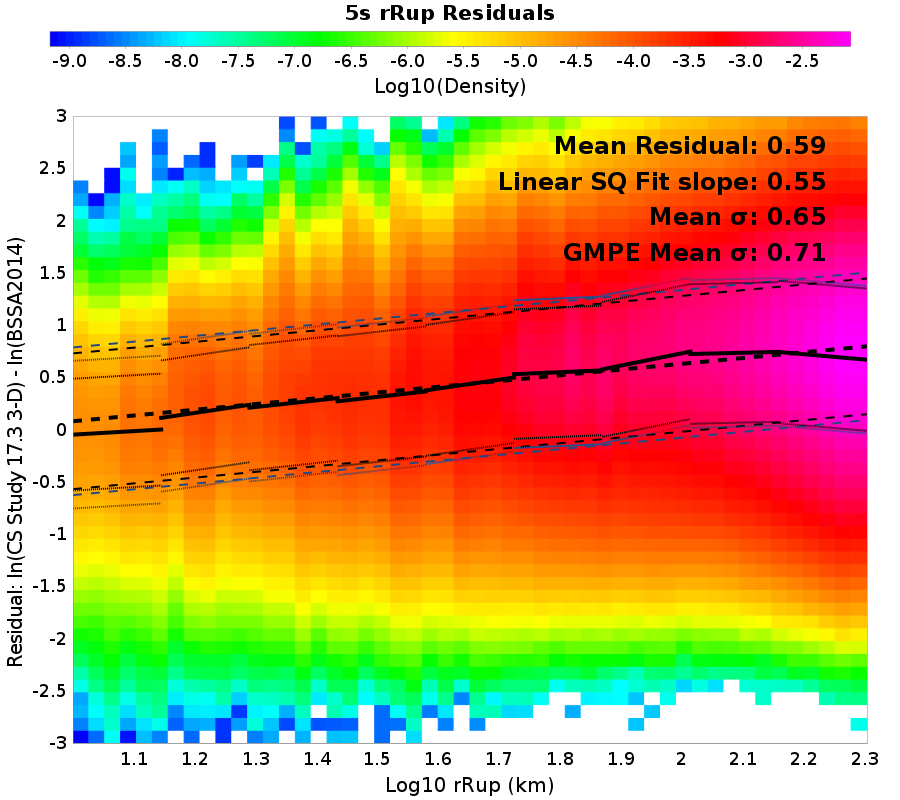 5s rRup Residuals
-9.0 -8.5 -8.0 -7.5 -7.0 -6.5 -6.0 -5.5 -5.0 -4.5 -4.0 -3.5 -3.0 -2.5
Log10(Density)
Mean Residual: 0.59
Linear SQ Fit slope: 0.55
Mean σ: 0.65
GMPE Mean σ: 0.71
Residual: ln(CS Study 17.3 3-D) - ln(BSSA2014)
3
2.5
2
1.5
1
0.5
0
-0.5
-1
-1.5
-2
-2.5
-3
1.1 1.2 1.3 1.4 1.5 1.6 1.7 1.8 1.9 2 2.1 2.2 2.3
Log10 rRup (km)